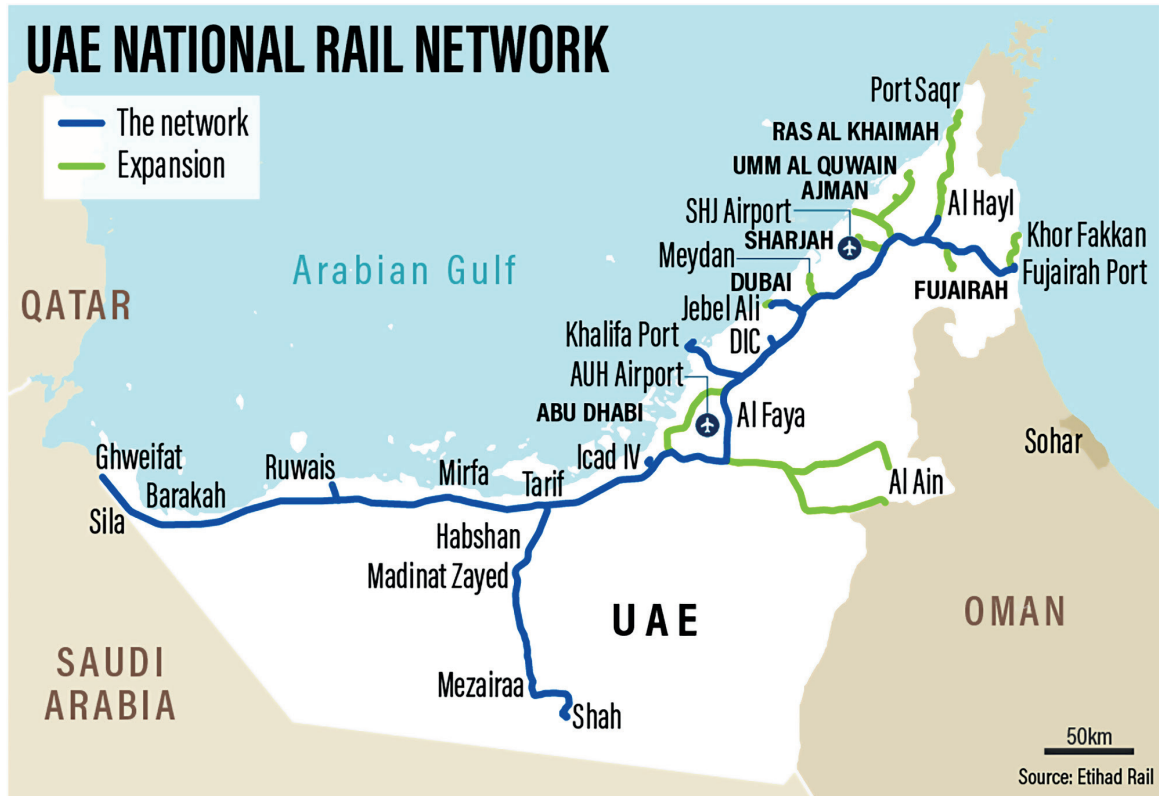 UAE NATIONAL RAIL NETWORK
The network
Expansion
Port Saqr
RAS AL KHAIMAH
UMM AL QUWAIN
AJMAN
SHJ Airport
Al Hayl
SHARJAH
Khor Fakkan
Meydan
Fujairah Port
DUBAI
FUJAIRAH
Arabian Gulf
QATAR
Jebel Ali
Khalifa Port
DIC
AUH Airport
ABU DHABI
Al Faya
Sohar
Ghweifat
Ruwais
Mirfa
Icad IV
Tarif
Al Ain
Barakah
Sila
Habshan
Madinat Zayed
UAE
OMAN
SAUDI
ARABIA
Mezairaa
Shah
50km
Source: Etihad Rail